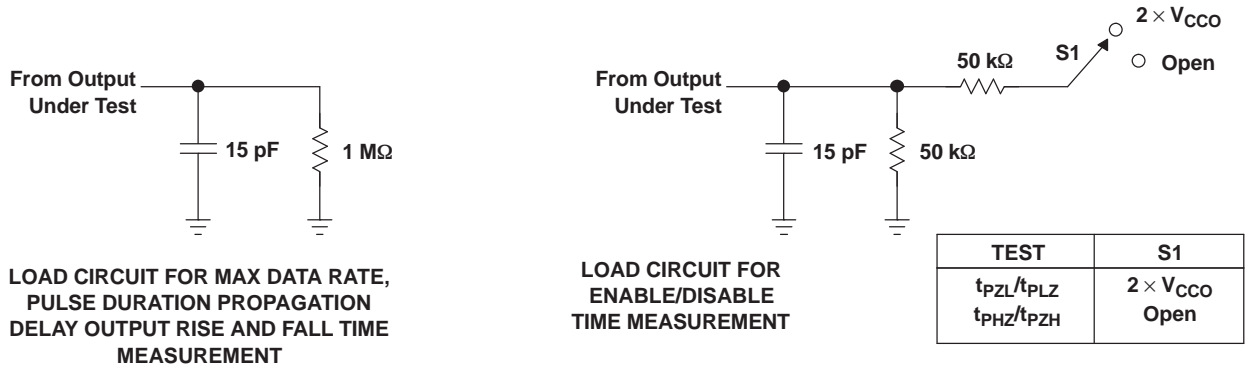 From Output
Under Test
15 pF
1 MΩ
LOAD CIRCUIT FOR MAX DATA RATE,
PULSE DURATION PROPAGATION
DELAY OUTPUT RISE AND FALL TIME
MEASUREMENT
From Output
Under Test
15 pF
50 kΩ
50 kΩ
S1
2 × VCCO
Open
LOAD CIRCUIT FOR
ENABLE/DISABLE
TIME MEASUREMENT
TEST S1
tPZL/tPLZ 2 × VCCO
tPHZ/tPZH Open